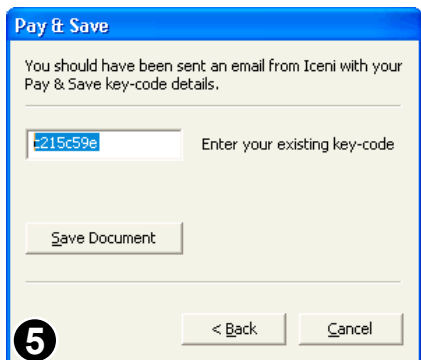 Pay & Save
You should have been sent an email from Iceni with your
Pay & Save key-code details.
c215c59e
Enter your existing key-code
Save Document
< Back
Cancel
5